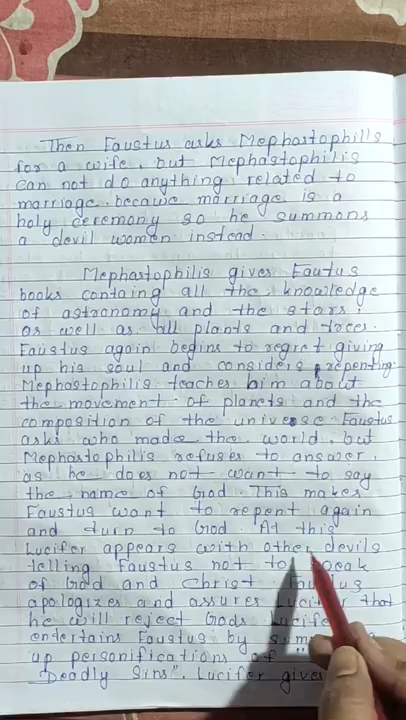 Then Faustus asks Mephastophills
for a wife, but Mephastophilis
can not do anything related to
marriage. because marriage is a
holy ceremony so he summons
a devil women instead.
Mephastophilis gives Fautus
books containg all the knowledge
of astronomy and the stars,
as well as all plants and trees.
Faustus again begins to regret giving
up his soul and considers repenting.
Mephastophilis teaches him about
the movement of planets and the
composition of the universe. Faustus
asks who made the world, but
Mephastophilis refuses to answer.
as he does not want to say
the name of God. This makes
Faustus want to repent again
and turn to God. At this
Lucifer appears with other devils
telling Faustus not to speak
of God and Christ
apologizes and assures Lucifer that
he will reject Gods. Lucifer
entertains Faustus by
up personifications of
Deadly Sins". Lucifer gives